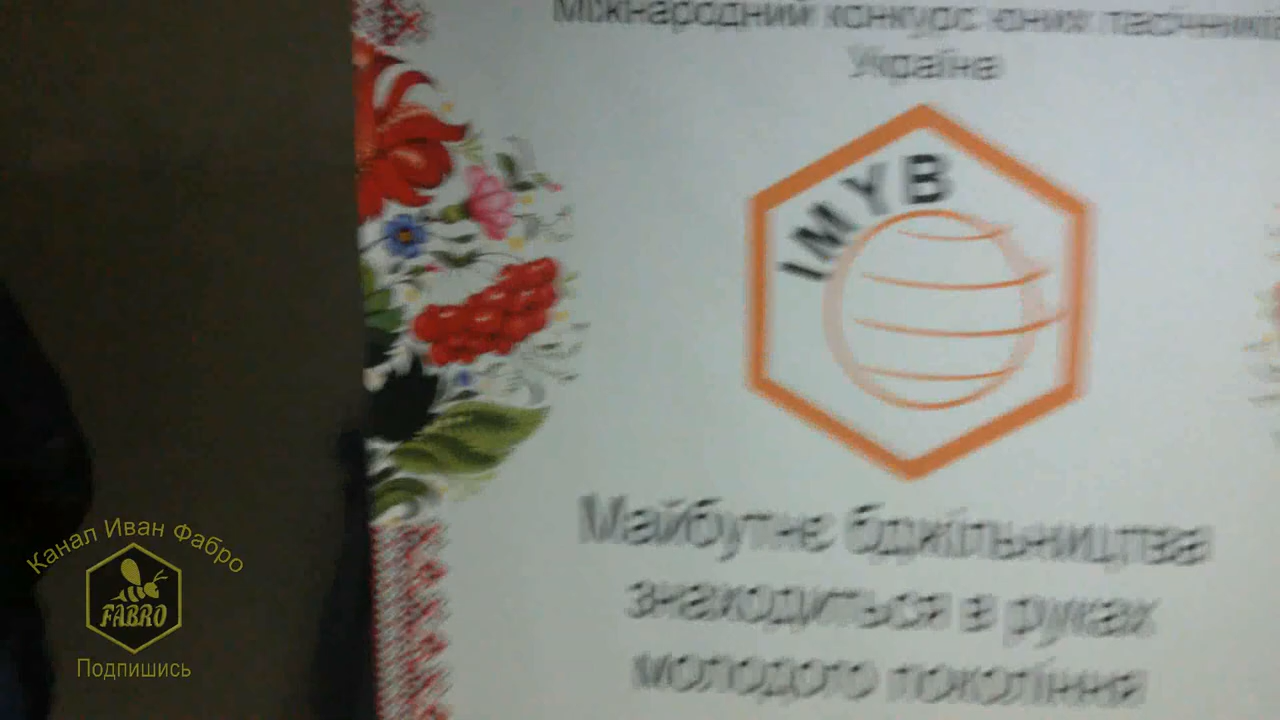 Міжнародний конкурс юних пасічників
Україна
IMYB
Майбутнє бджільництва
знаходиться в руках
молодого покоління
Канал Иван Фабро
FABRO
Подпишись